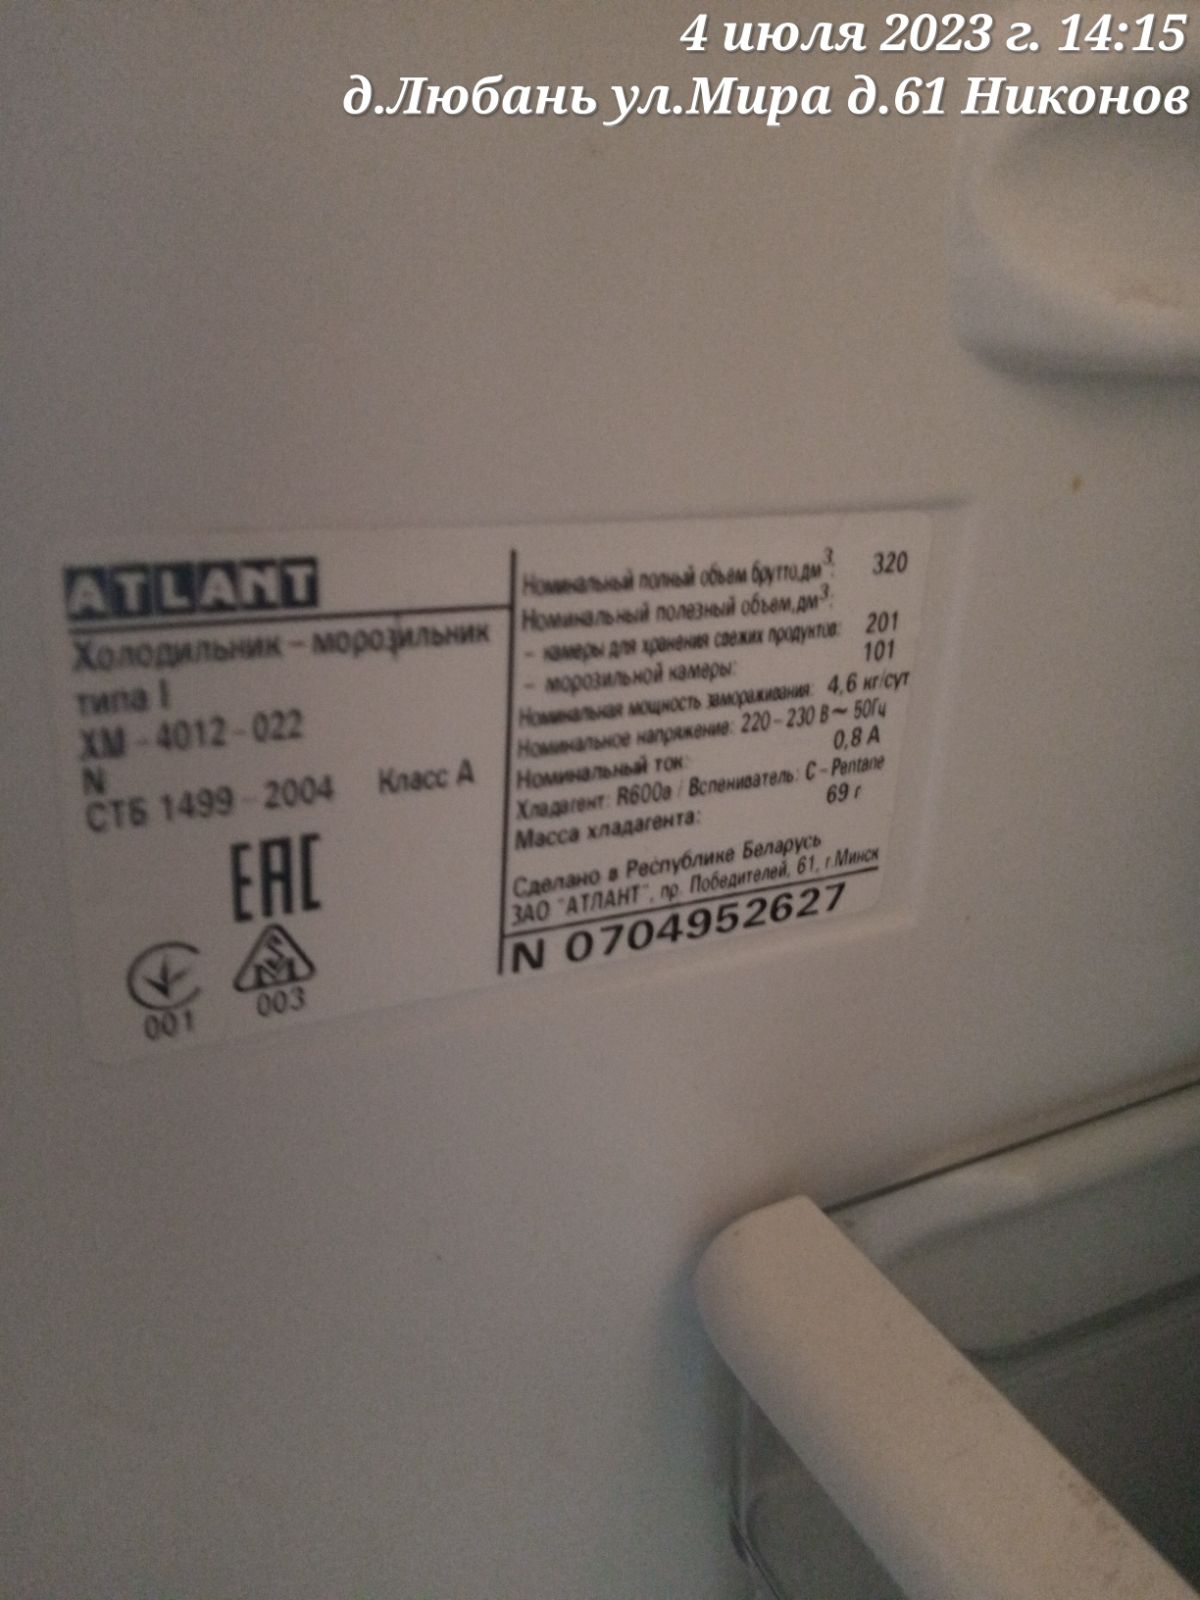 4 июля 2023 г. 14:15
д.Любань ул.Мира д.61 Никонов
ATLANT
Холодильник – морозильник
типа I
ХМ – 4012 – 022
N
СТБ 1499 – 2004 Класс А
ЕАС
001
003
Номинальный полный объем брутто,дм³: 320
Номинальный полезный объем,дм³:
– камеры для хранения свежих продуктов: 201
– морозильной камеры: 101
Номинальная мощность замораживания: 4,6 кг/сут
Номинальное напряжение: 220 – 230 В ~ 50Гц
Номинальный ток: 0,8 А
Хладагент: R600a / Вспениватель: C – Pentane
Масса хладагента: 69 г
Сделано в Республике Беларусь
ЗАО "АТЛАНТ", пр. Победителей, 61, г.Минск
N 0704952627